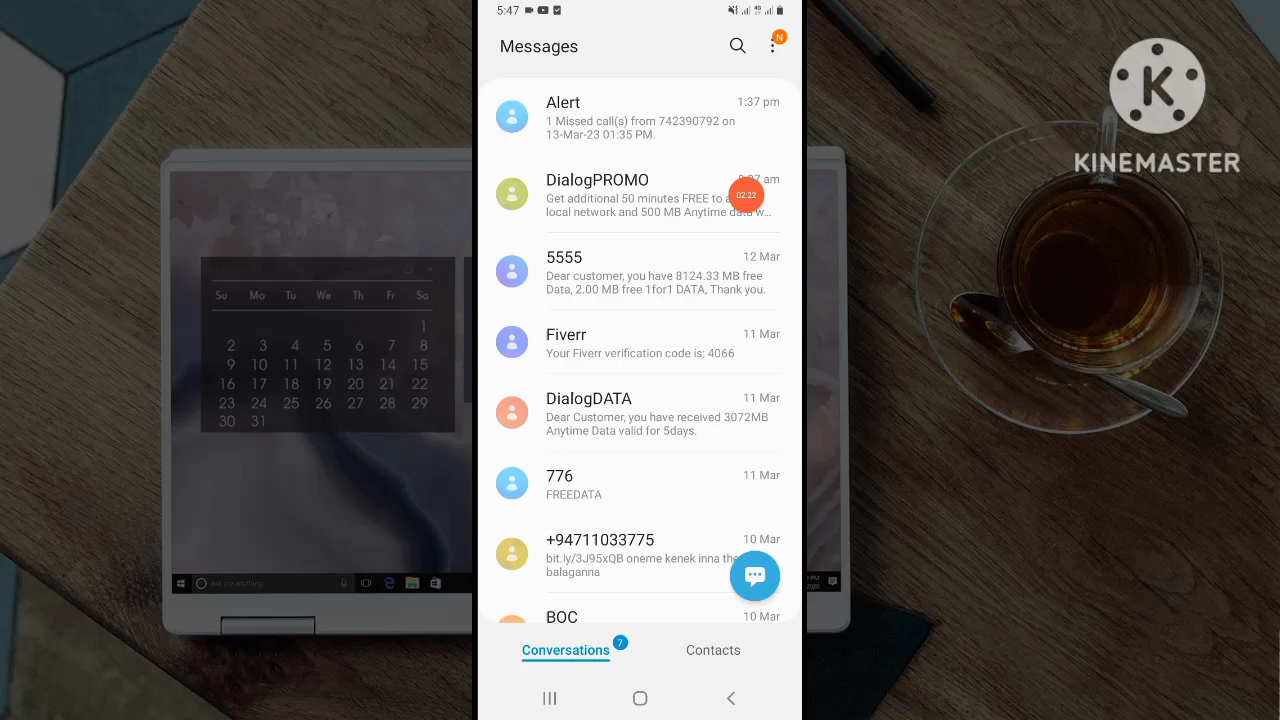 5:47
Messages
N
Alert
1:37 pm
1 Missed call(s) from 742390792 on
13-Mar-23 01:35 PM.
DialogPROMO
am
Get additional 50 minutes FREE to
local network and 500 MB Anytime data w...
02:22
5555
12 Mar
Dear customer, you have 8124.33 MB free
Data, 2.00 MB free 1for1 DATA, Thank you.
Fiverr
11 Mar
Your Fiverr verification code is: 4066
DialogDATA
11 Mar
Dear Customer, you have received 3072MB
Anytime Data valid for 5days.
776
11 Mar
FREEDATA
+94711033775
10 Mar
bit.ly/3J95xQB oneme kenek inna
balaganna
BOC
10 Mar
Conversations
7
Contacts
K
KINEMASTER
Su Mo Tu We Th Fr Sa
1
2 3 4 5 6 7 8
9 10 11 12 13 14 15
16 17 18 19 20 21 22
23 24 25 26 27 28 29
30 31
Ask me anything